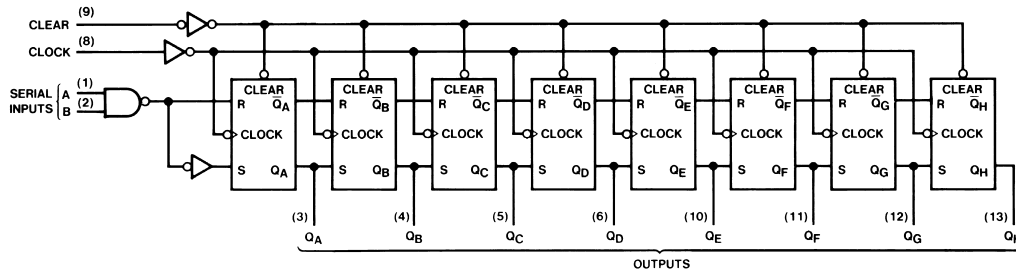 CLEAR (9)
CLOCK (8)
SERIAL INPUTS { A (1)
B (2)
CLEAR CLEAR CLEAR CLEAR CLEAR CLEAR CLEAR CLEAR
R Q̅A R Q̅B R Q̅C R Q̅D R Q̅E R Q̅F R Q̅G R Q̅H
CLOCK CLOCK CLOCK CLOCK CLOCK CLOCK CLOCK CLOCK
S QA S QB S QC S QD S QE S QF S QG S QH
(3) (4) (5) (6) (10) (11) (12) (13)
QA QB QC QD QE QF QG QH
OUTPUTS